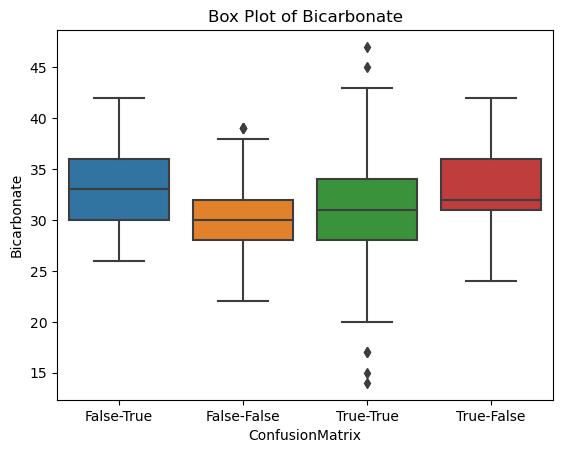 Box Plot of Bicarbonate
45
40
35
30
25
20
15
Bicarbonate
False-True False-False True-True True-False
ConfusionMatrix